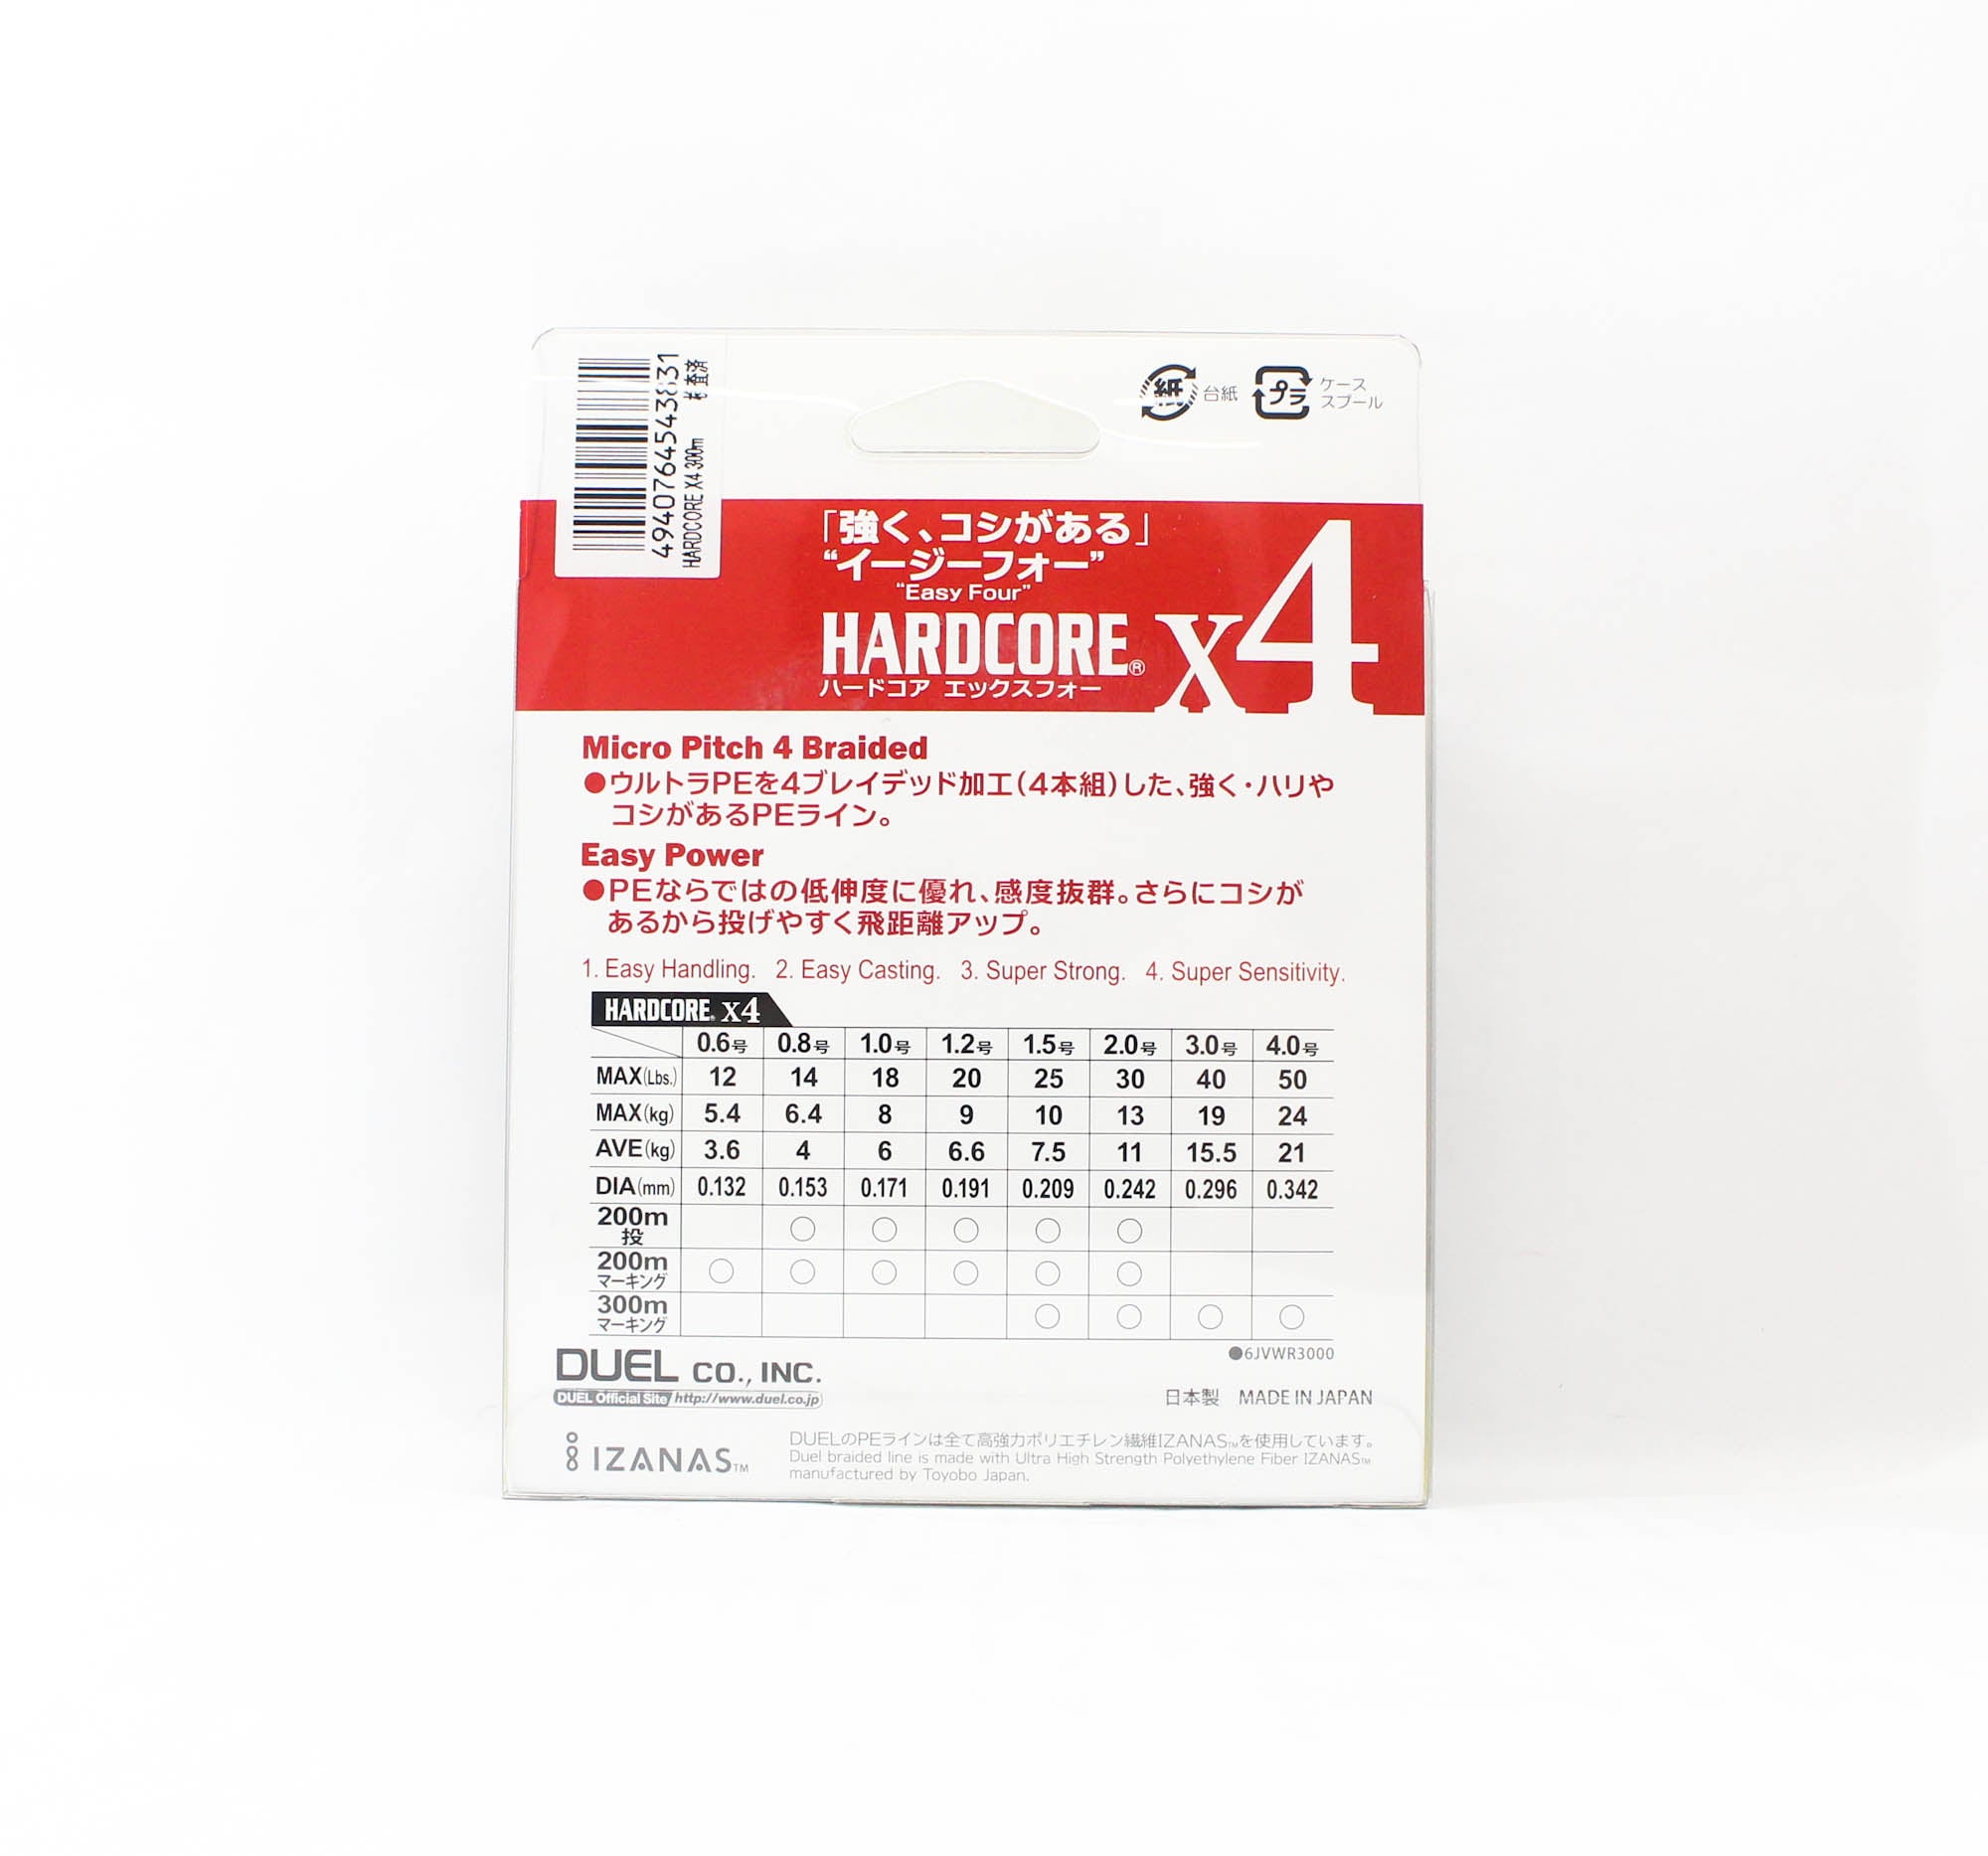 4940764543831
HARDCORE X4 300m
査済
紙
台紙
プラ
ケース
スプール
「強く、コシがある」
“イージーフォー”
“Easy Four”
HARDCORE® X4
ハードコア エックスフォー
Micro Pitch 4 Braided
●ウルトラPEを4ブレイデッド加工(4本組)した、強く・ハリや
コシがあるPEライン。
Easy Power
●PEならではの低伸度に優れ、感度抜群。さらにコシが
あるから投げやすく飛距離アップ。
1. Easy Handling. 2. Easy Casting. 3. Super Strong. 4. Super Sensitivity.
HARDCORE® X4
0.6号 0.8号 1.0号 1.2号 1.5号 2.0号 3.0号 4.0号
MAX(Lbs.) 12 14 18 20 25 30 40 50
MAX(kg) 5.4 6.4 8 9 10 13 19 24
AVE(kg) 3.6 4 6 6.6 7.5 11 15.5 21
DIA(mm) 0.132 0.153 0.171 0.191 0.209 0.242 0.296 0.342
200m
投 ○ ○ ○ ○ ○
200m
マーキング ○ ○ ○ ○ ○ ○
300m
マーキング ○ ○ ○ ○
●6JVWR3000
DUEL CO., INC.
DUEL Official Site http://www.duel.co.jp
日本製 MADE IN JAPAN
IZANAS™
DUELのPEラインは全て高強力ポリエチレン繊維IZANAS™を使用しています。
Duel braided line is made with Ultra High Strength Polyethylene Fiber IZANAS™
manufactured by Toyobo Japan.